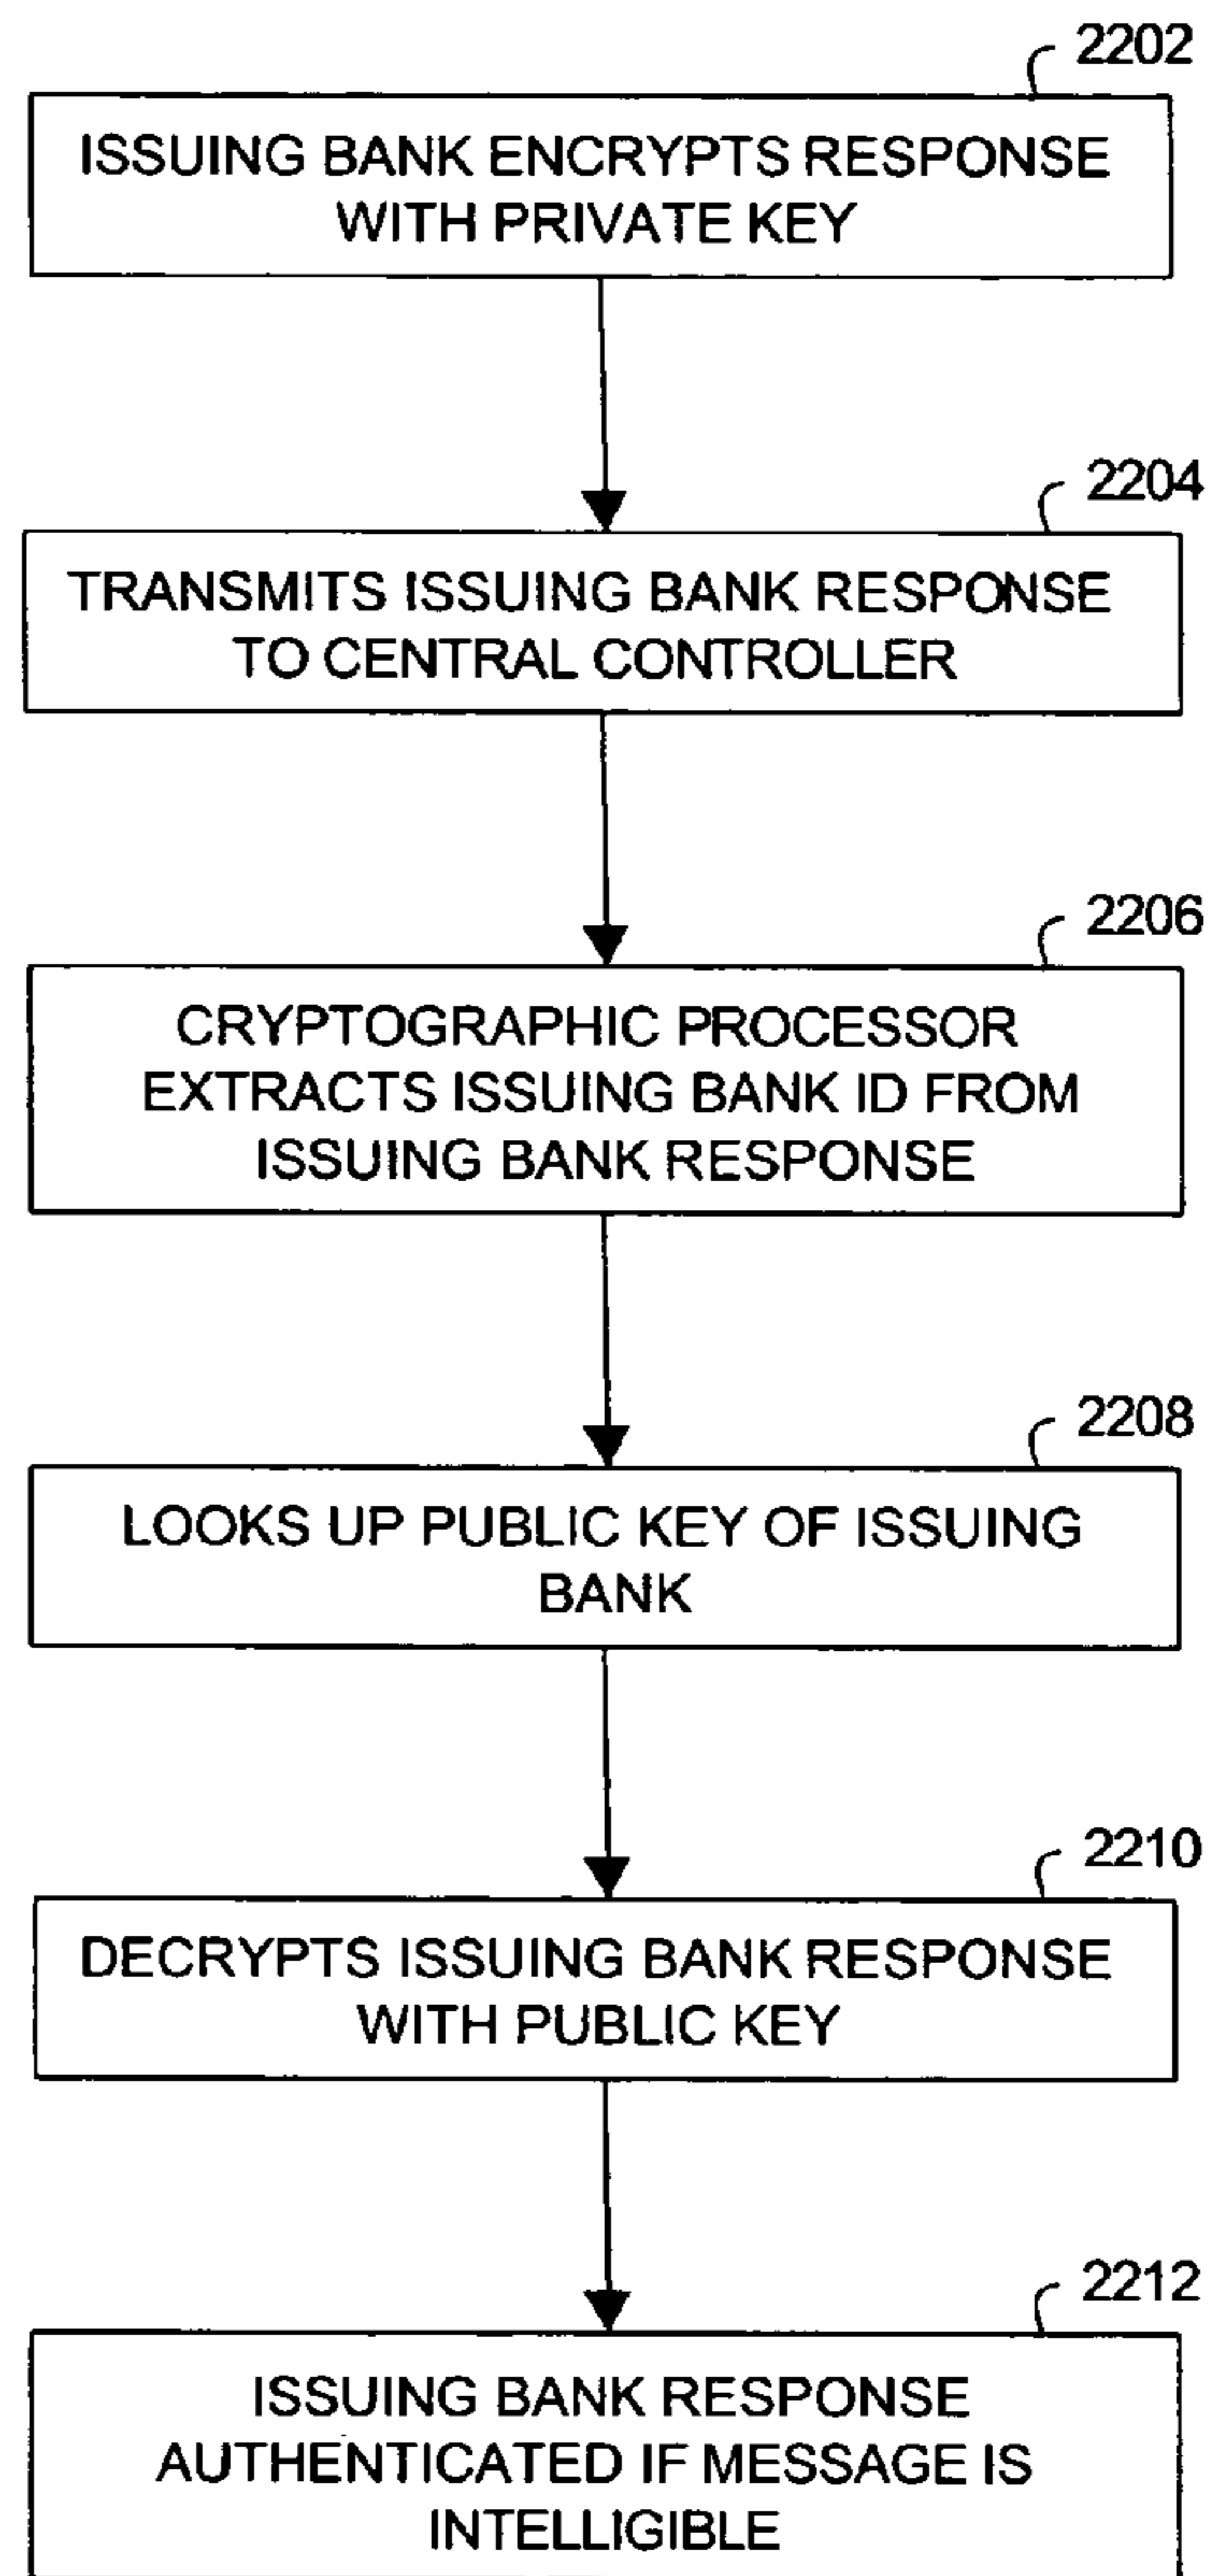 2202
ISSUING BANK ENCRYPTS RESPONSE
WITH PRIVATE KEY
2204
TRANSMITS ISSUING BANK RESPONSE
TO CENTRAL CONTROLLER
2206
CRYPTOGRAPHIC PROCESSOR
EXTRACTS ISSUING BANK ID FROM
ISSUING BANK RESPONSE
2208
LOOKS UP PUBLIC KEY OF ISSUING
BANK
2210
DECRYPTS ISSUING BANK RESPONSE
WITH PUBLIC KEY
2212
ISSUING BANK RESPONSE
AUTHENTICATED IF MESSAGE IS
INTELLIGIBLE